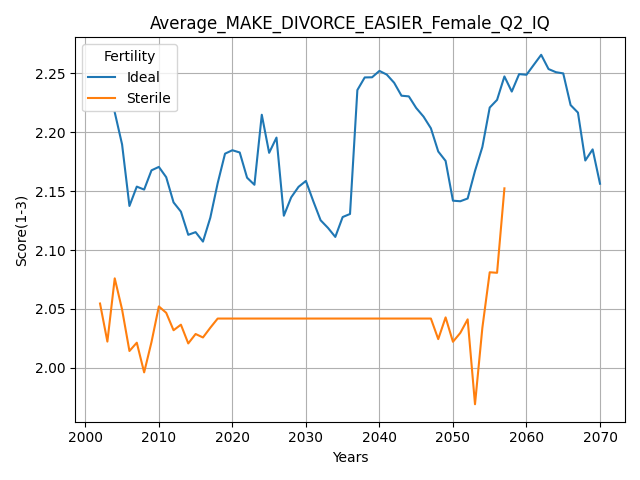 Average_MAKE_DIVORCE_EASIER_Female_Q2_IQ
Fertility
Ideal
Sterile
Score(1-3)
2.25
2.20
2.15
2.10
2.05
2.00
2000 2010 2020 2030 2040 2050 2060 2070
Years